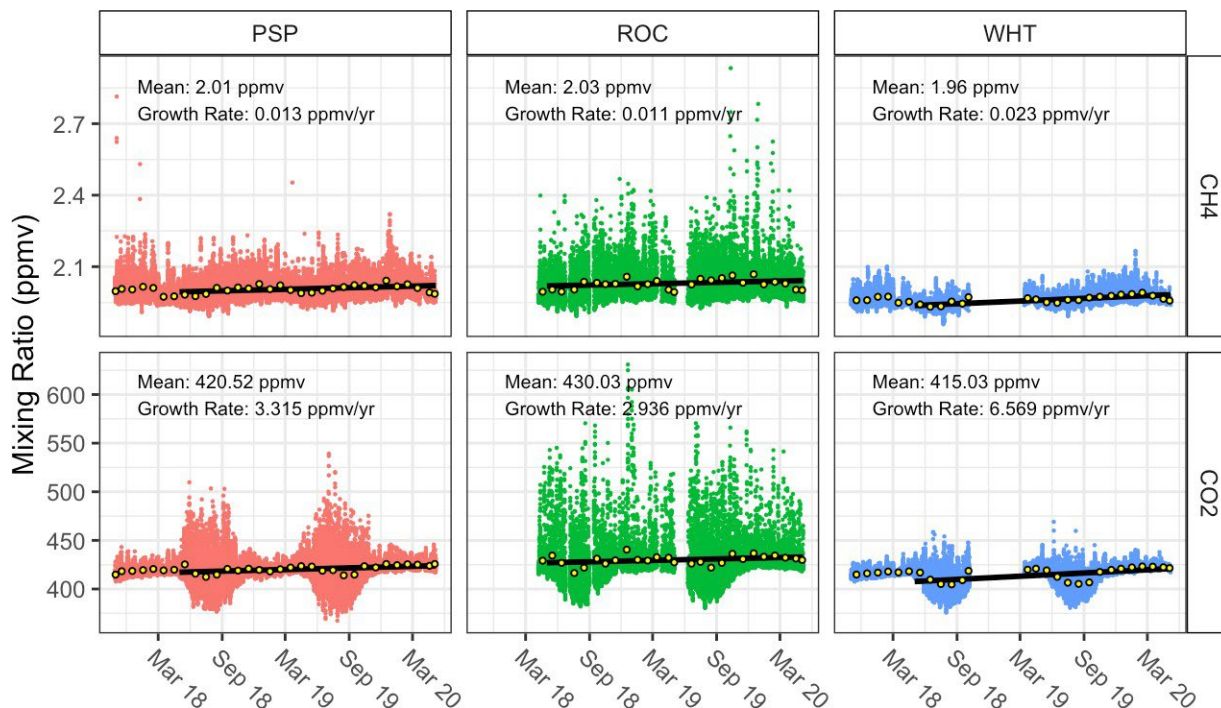 PSP
ROC
WHT
Mean: 2.01 ppmv
Growth Rate: 0.013 ppmv/yr
Mean: 2.03 ppmv
Growth Rate: 0.011 ppmv/yr
Mean: 1.96 ppmv
Growth Rate: 0.023 ppmv/yr
2.7
2.4
2.1
CH4
Mixing Ratio (ppmv)
Mean: 420.52 ppmv
Growth Rate: 3.315 ppmv/yr
Mean: 430.03 ppmv
Growth Rate: 2.936 ppmv/yr
Mean: 415.03 ppmv
Growth Rate: 6.569 ppmv/yr
600
550
500
450
400
CO2
Mar 18
Sep 18
Mar 19
Sep 19
Mar 20
Mar 18
Sep 18
Mar 19
Sep 19
Mar 20
Mar 18
Sep 18
Mar 19
Sep 19
Mar 20